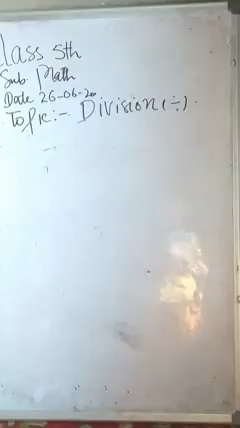 lass 5th
Sub Math
Date 26-06-20
Topic:- Division(÷).